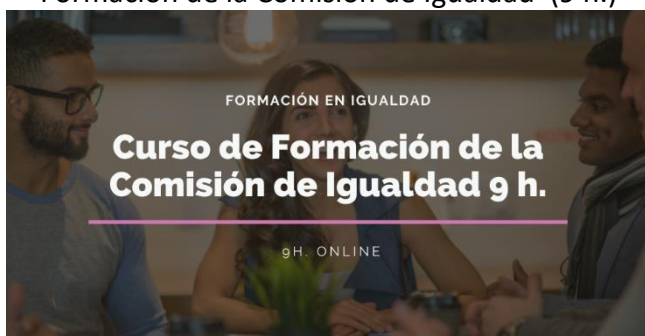 Formación de la Comisión de Igualdad (9 h.)
FORMACIÓN EN IGUALDAD
Curso de Formación de la
Comisión de Igualdad 9 h.
9H. ONLINE